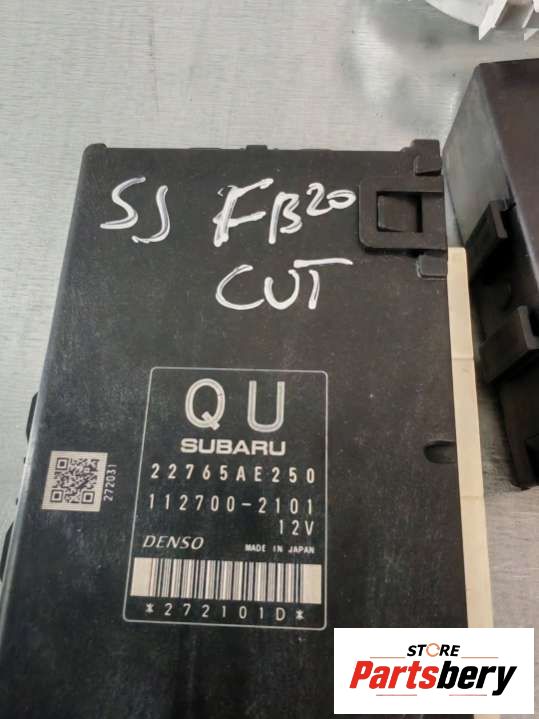 SJ FB20
CUT
QU
SUBARU
22765AE250
112700-2101
12V
DENSO MADE IN JAPAN
*272101D*
272031
STORE
Partsbery